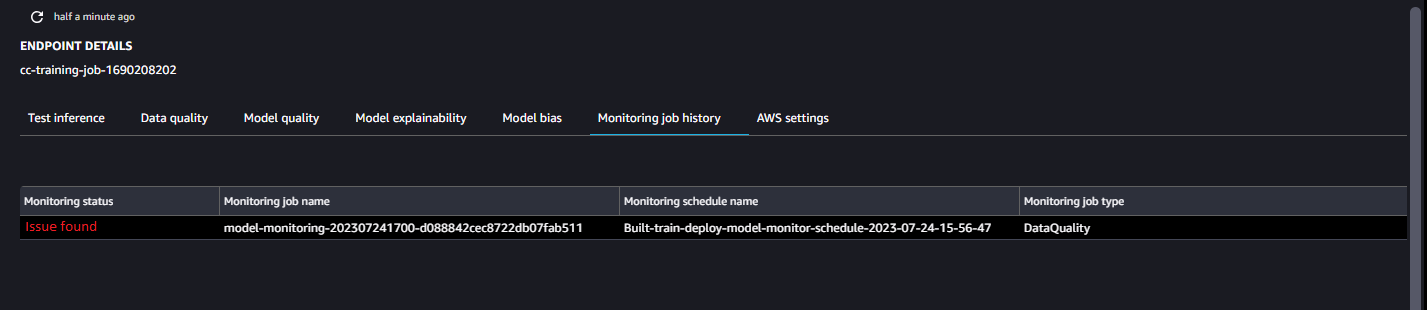 half a minute ago
ENDPOINT DETAILS
cc-training-job-1690208202
Test inference Data quality Model quality Model explainability Model bias Monitoring job history AWS settings
Monitoring status Monitoring job name Monitoring schedule name Monitoring job type
Issue found model-monitoring-202307241700-d088842cec8722db07fab511 Built-train-deploy-model-monitor-schedule-2023-07-24-15-56-47 DataQuality